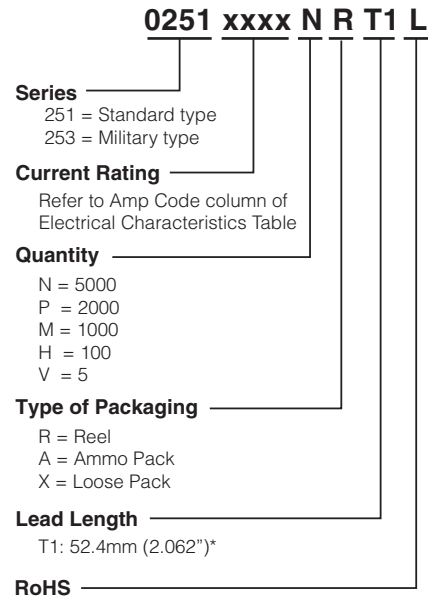 0251 xxxx N R T1 L
Series
251 = Standard type
253 = Military type
Current Rating
Refer to Amp Code column of
Electrical Characteristics Table
Quantity
N = 5000
P = 2000
M = 1000
H = 100
V = 5
Type of Packaging
R = Reel
A = Ammo Pack
X = Loose Pack
Lead Length
T1: 52.4mm (2.062”)*
RoHS